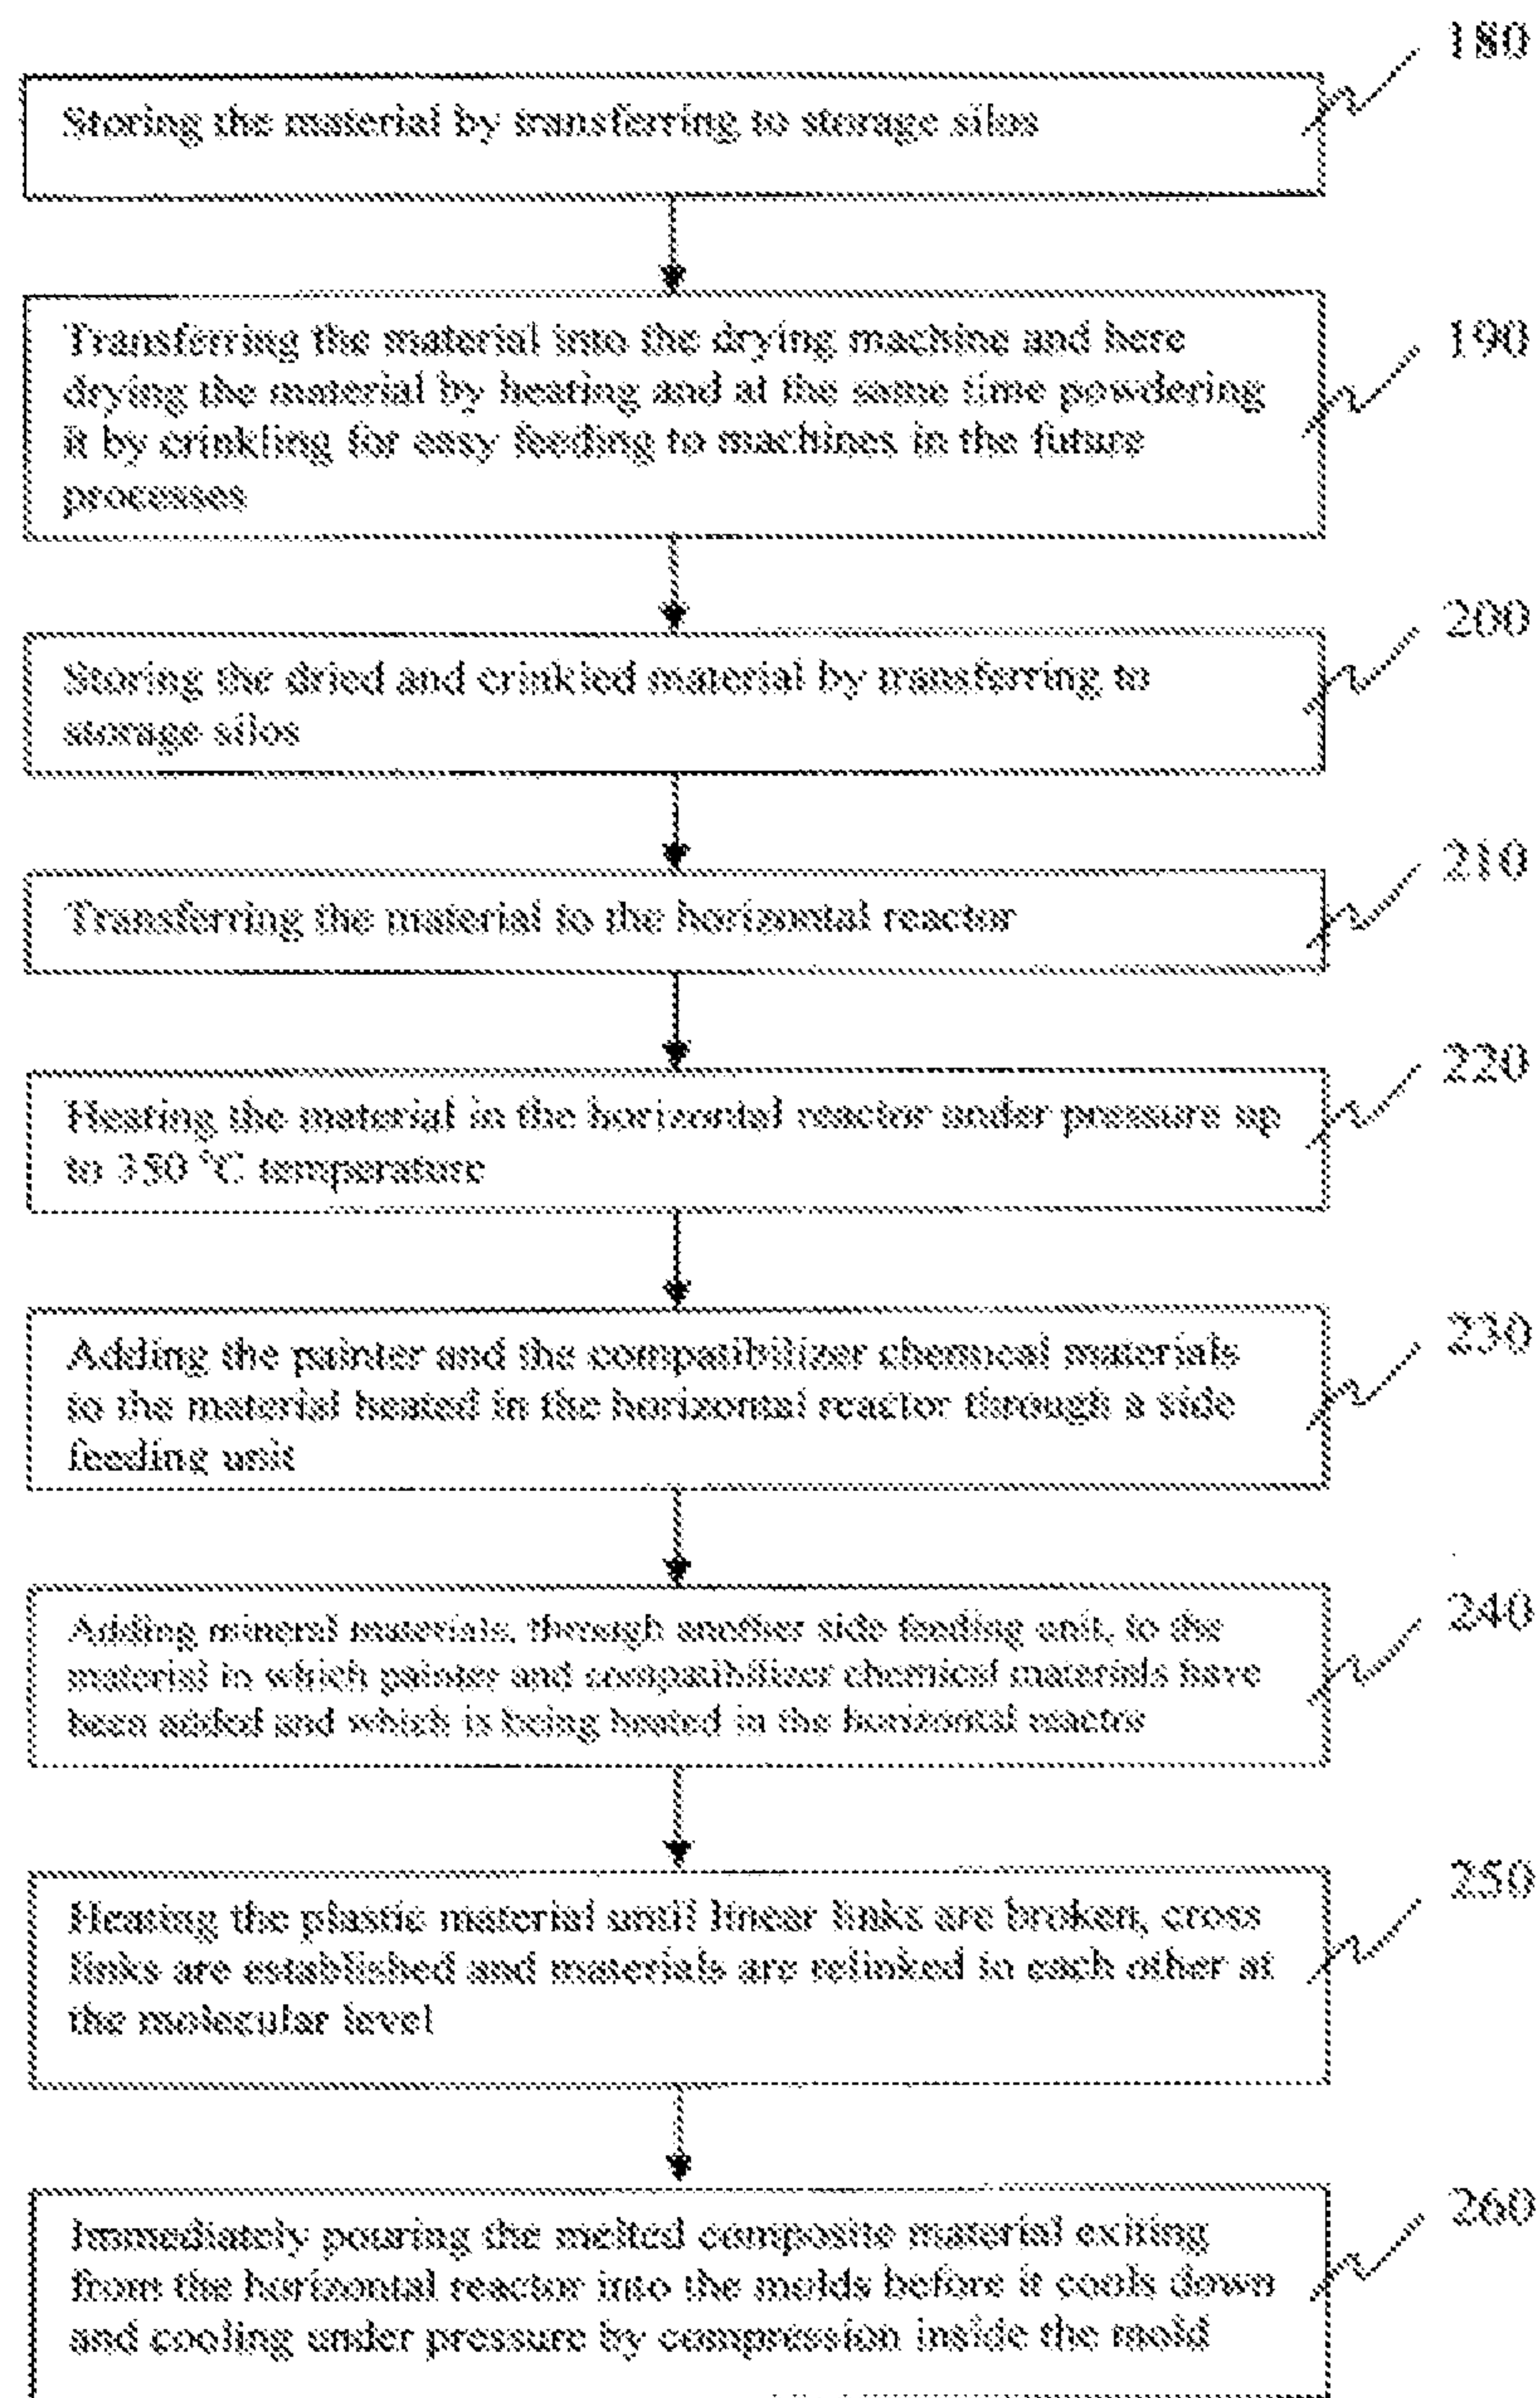 180
Storing the material by transferring to storage silos
190
Transferring the material into the drying machine and here
drying the material by heating and at the same time powdering
it by crinkling for easy feeding to machines in the future
processes
200
Storing the dried and crinkled material by transferring to
storage silos
210
Transferring the material to the horizontal reactor
220
Heating the material in the horizontal reactor under pressure up
to 350 °C temperature
230
Adding the painter and the compatibilizer chemical materials
to the material heated in the horizontal reactor through a side
feeding unit
240
Adding mineral materials, through another side feeding unit, to the
material in which painter and compatibilizer chemical materials have
been added and which is being heated in the horizontal reactor
250
Heating the plastic material until linear links are broken, cross
links are established and materials are relinked to each other at
the molecular level
260
Immediately pouring the melted composite material exiting
from the horizontal reactor into the molds before it cools down
and cooling under pressure by compression inside the mold